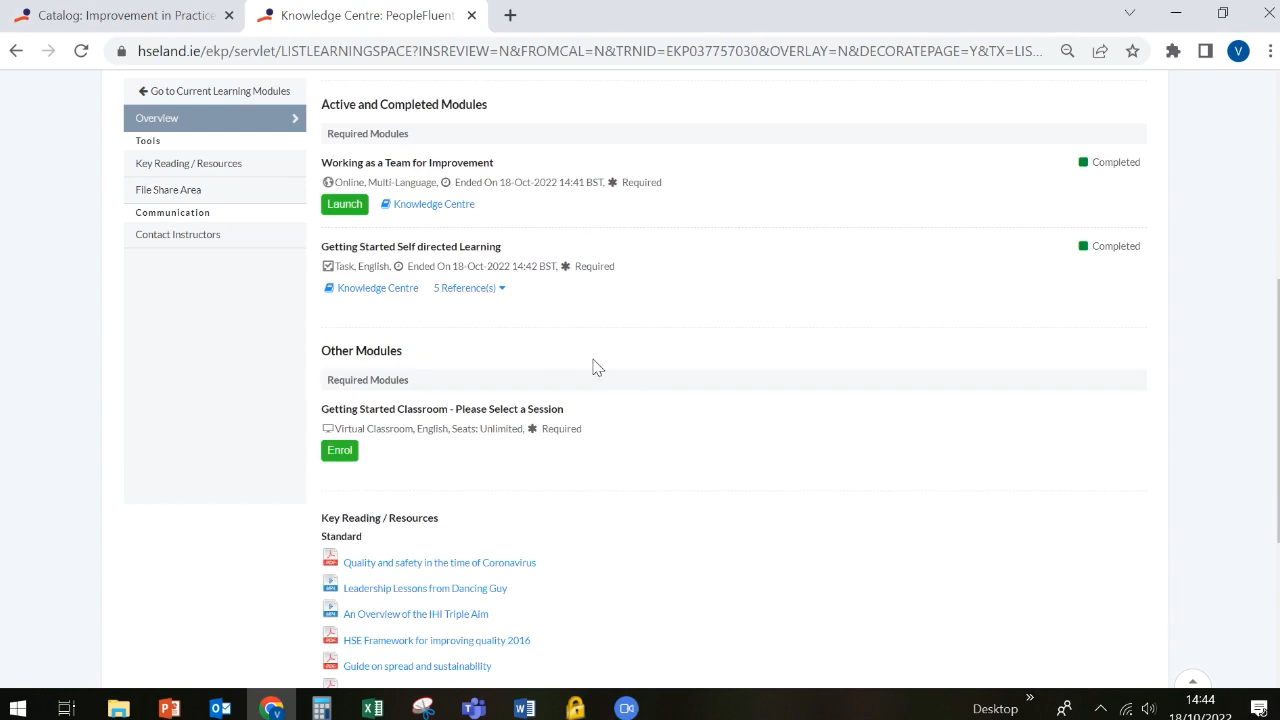 Catalog: Improvement in Practice
Knowledge Centre: PeopleFluent
hseland.ie/ekp/servlet/LISTLEARNINGSPACE?INSREVIEW=N&FROMCAL=N&TRNID=EKP037757030&OVERLAY=N&DECORATEPAGE=Y&TX=LIS...
V
Go to Current Learning Modules
Overview
Tools
Key Reading / Resources
File Share Area
Communication
Contact Instructors
Active and Completed Modules
Required Modules
Working as a Team for Improvement
Completed
Online, Multi-Language, Ended On 18-Oct-2022 14:41 BST, Required
Launch Knowledge Centre
Getting Started Self directed Learning
Completed
Task, English, Ended On 18-Oct-2022 14:42 BST, Required
Knowledge Centre 5 Reference(s)
Other Modules
Required Modules
Getting Started Classroom - Please Select a Session
Virtual Classroom, English, Seats: Unlimited, Required
Enrol
Key Reading / Resources
Standard
PDF Quality and safety in the time of Coronavirus
MP4 Leadership Lessons from Dancing Guy
MP4 An Overview of the IHI Triple Aim
PDF HSE Framework for improving quality 2016
PDF Guide on spread and sustainability
Desktop
14:44
18/10/2022